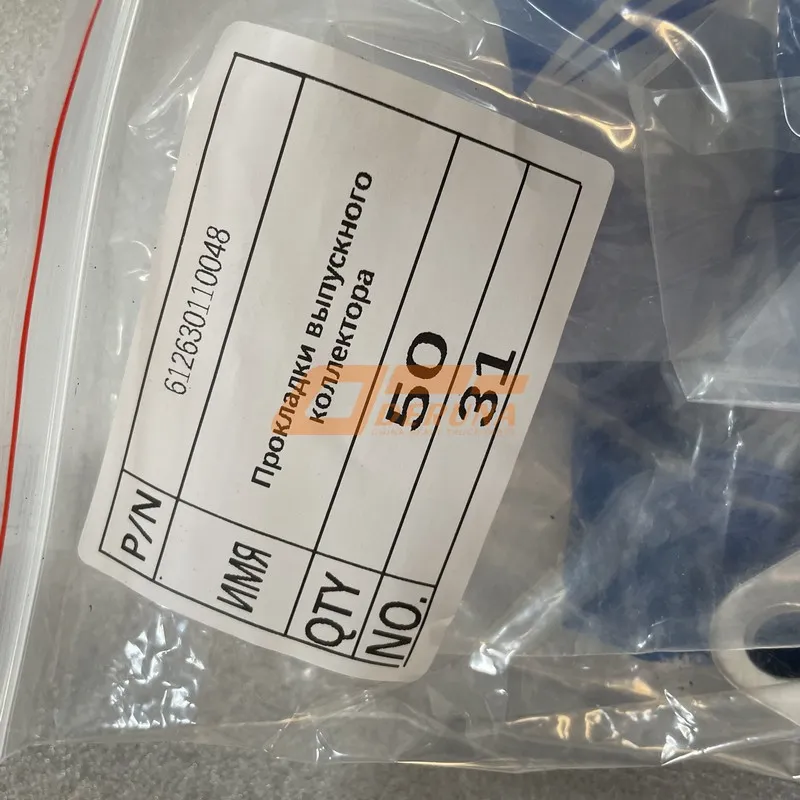 P/N 612630110048
ИМЯ Прокладки выпускного
коллектора
QTY 50
NO. 31